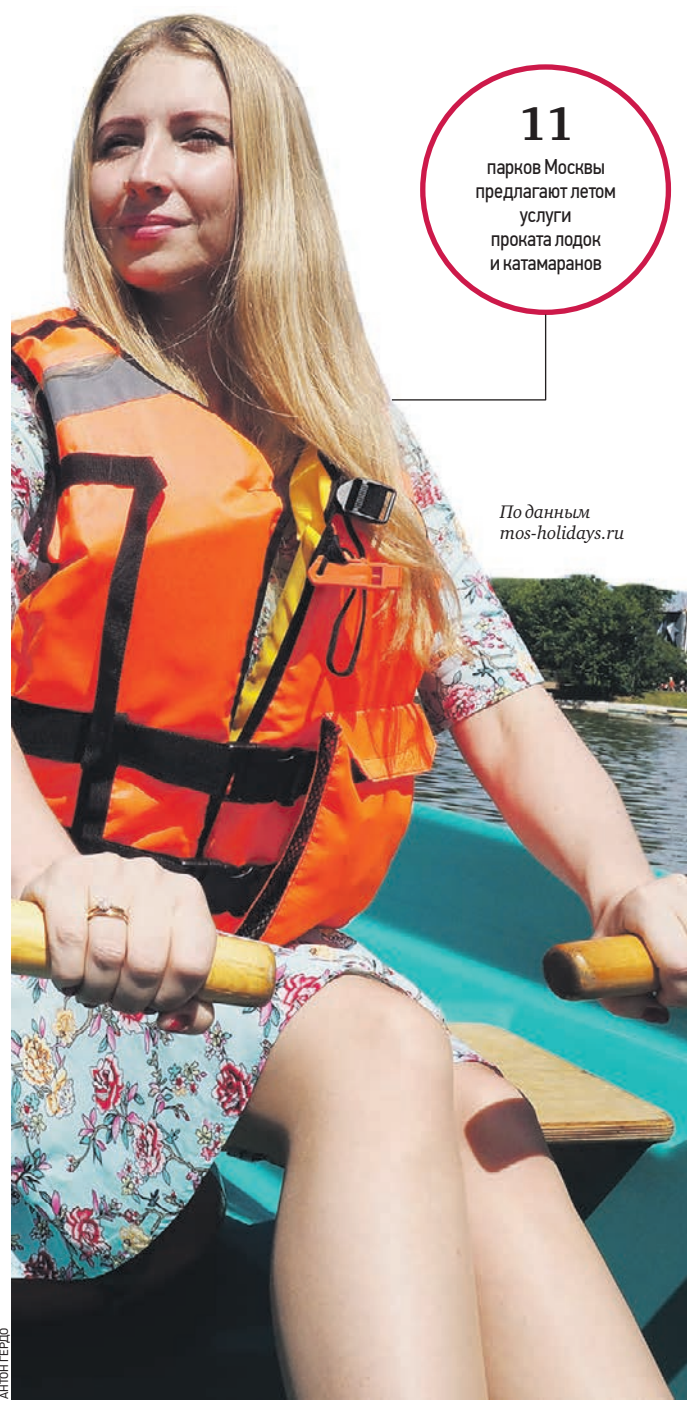 11
парков Москвы
предлагают летом
услуги
проката лодок
и катамаранов
По данным
mos-holidays.ru
АНТОН ГЕРДО